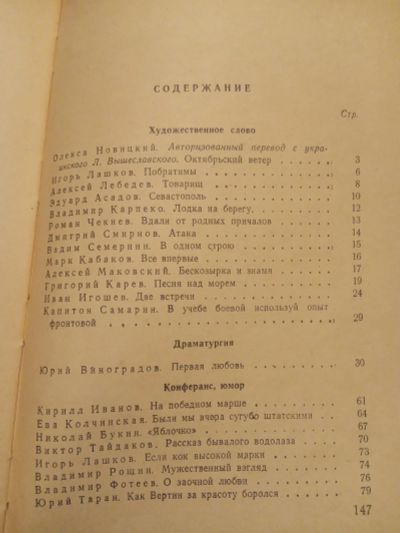 СОДЕРЖАНИЕ
Стр.
Художественное слово
Олекса Новицкий. Авторизованный перевод с укра-
инского Л. Вышеславского. Октябрьский ветер 3
Игорь Лашков. Побратимы 6
Алексей Лебедев. Товарищ 8
Эдуард Асадов. Севастополь 10
Владимир Карпеко. Лодка на берегу. 12
Роман Чекнев. Вдали от родных причалов 13
Дмитрий Смирнов. Атака 14
Вадим Семернин. В одном строю 15
Марк Кабаков. Все впервые 16
Алексей Маковский. Бескозырка и знамя 17
Григорий Карев. Песня над морем 19
Иван Игошев. Две встречи 24
Капитон Самарин. В учебе боевой используй опыт
фронтовой 29
Драматургия
Юрий Виноградов. Первая любовь 30
Конферанс, юмор
Кирилл Иванов. На победном марше 61
Ева Колчинская. Были мы вчера сугубо штатскими 64
Николай Букин. «Яблочко» 67
Виктор Тайдаков. Рассказ бывалого водолаза 70
Игорь Лашков. Если кок высокой марки 73
Владимир Рощин. Мужественный взгляд 74
Владимир Фотеев. О заочной любви 76
Юрий Таран. Как Вертин за красоту боролся 79
147